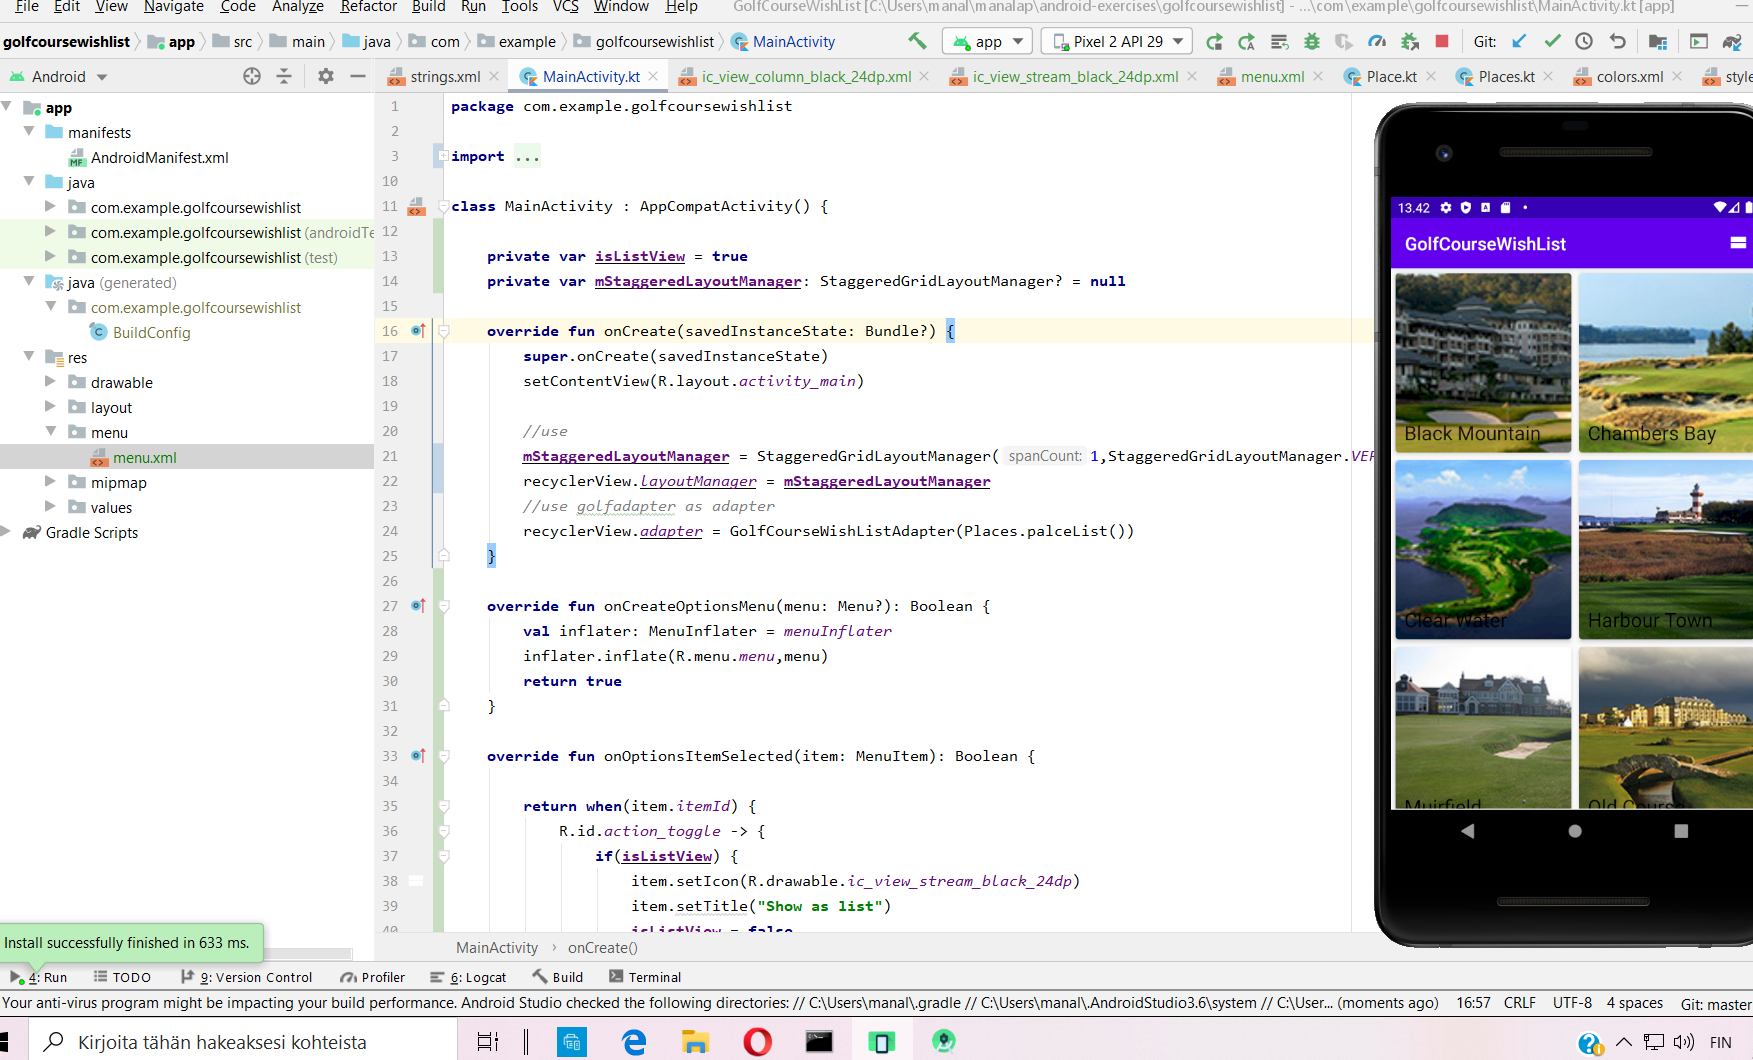 File Edit View Navigate Code Analyze Refactor Build Run Tools VCS Window Help GolfCourseWishList [C:\Users\manal\manalap\android-exercises\golfcoursewishlist] - ...\com\example\golfcoursewishlist\MainActivity.kt [app]
golfcoursewishlist app src main java com example golfcoursewishlist MainActivity app Pixel 2 API 29 Git:
Android strings.xml MainActivity.kt ic_view_column_black_24dp.xml ic_view_stream_black_24dp.xml menu.xml Place.kt Places.kt colors.xml style
app
manifests
AndroidManifest.xml
java
com.example.golfcoursewishlist
com.example.golfcoursewishlist (androidTe
com.example.golfcoursewishlist (test)
java (generated)
com.example.golfcoursewishlist
BuildConfig
res
drawable
layout
menu
menu.xml
mipmap
values
Gradle Scripts
1 package com.example.golfcoursewishlist
2
3 import ...
10
11 class MainActivity : AppCompatActivity() {
12
13 private var isListView = true
14 private var mStaggeredLayoutManager: StaggeredGridLayoutManager? = null
15
16 override fun onCreate(savedInstanceState: Bundle?) {
17 super.onCreate(savedInstanceState)
18 setContentView(R.layout.activity_main)
19
20 //use
21 mStaggeredLayoutManager = StaggeredGridLayoutManager( spanCount: 1,StaggeredGridLayoutManager.VER
22 recyclerView.layoutManager = mStaggeredLayoutManager
23 //use golfadapter as adapter
24 recyclerView.adapter = GolfCourseWishListAdapter(Places.palceList())
25 }
26
27 override fun onCreateOptionsMenu(menu: Menu?): Boolean {
28 val inflater: MenuInflater = menuInflater
29 inflater.inflate(R.menu.menu,menu)
30 return true
31 }
32
33 override fun onOptionsItemSelected(item: MenuItem): Boolean {
34
35 return when(item.itemId) {
36 R.id.action_toggle -> {
37 if(isListView) {
38 item.setIcon(R.drawable.ic_view_stream_black_24dp)
39 item.setTitle("Show as list")
40 isListView = false
13.42
GolfCourseWishList
Black Mountain Chambers Bay
Clear Water Harbour Town
Muirfield Old Course
MainActivity › onCreate()
Install successfully finished in 633 ms.
4: Run TODO 9: Version Control Profiler 6: Logcat Build Terminal
Your anti-virus program might be impacting your build performance. Android Studio checked the following directories: // C:\Users\manal\.gradle // C:\Users\manal\.AndroidStudio3.6\system // C:\User... (moments ago) 16:57 CRLF UTF-8 4 spaces Git: master
Kirjoita tähän hakeaksesi kohteista FIN